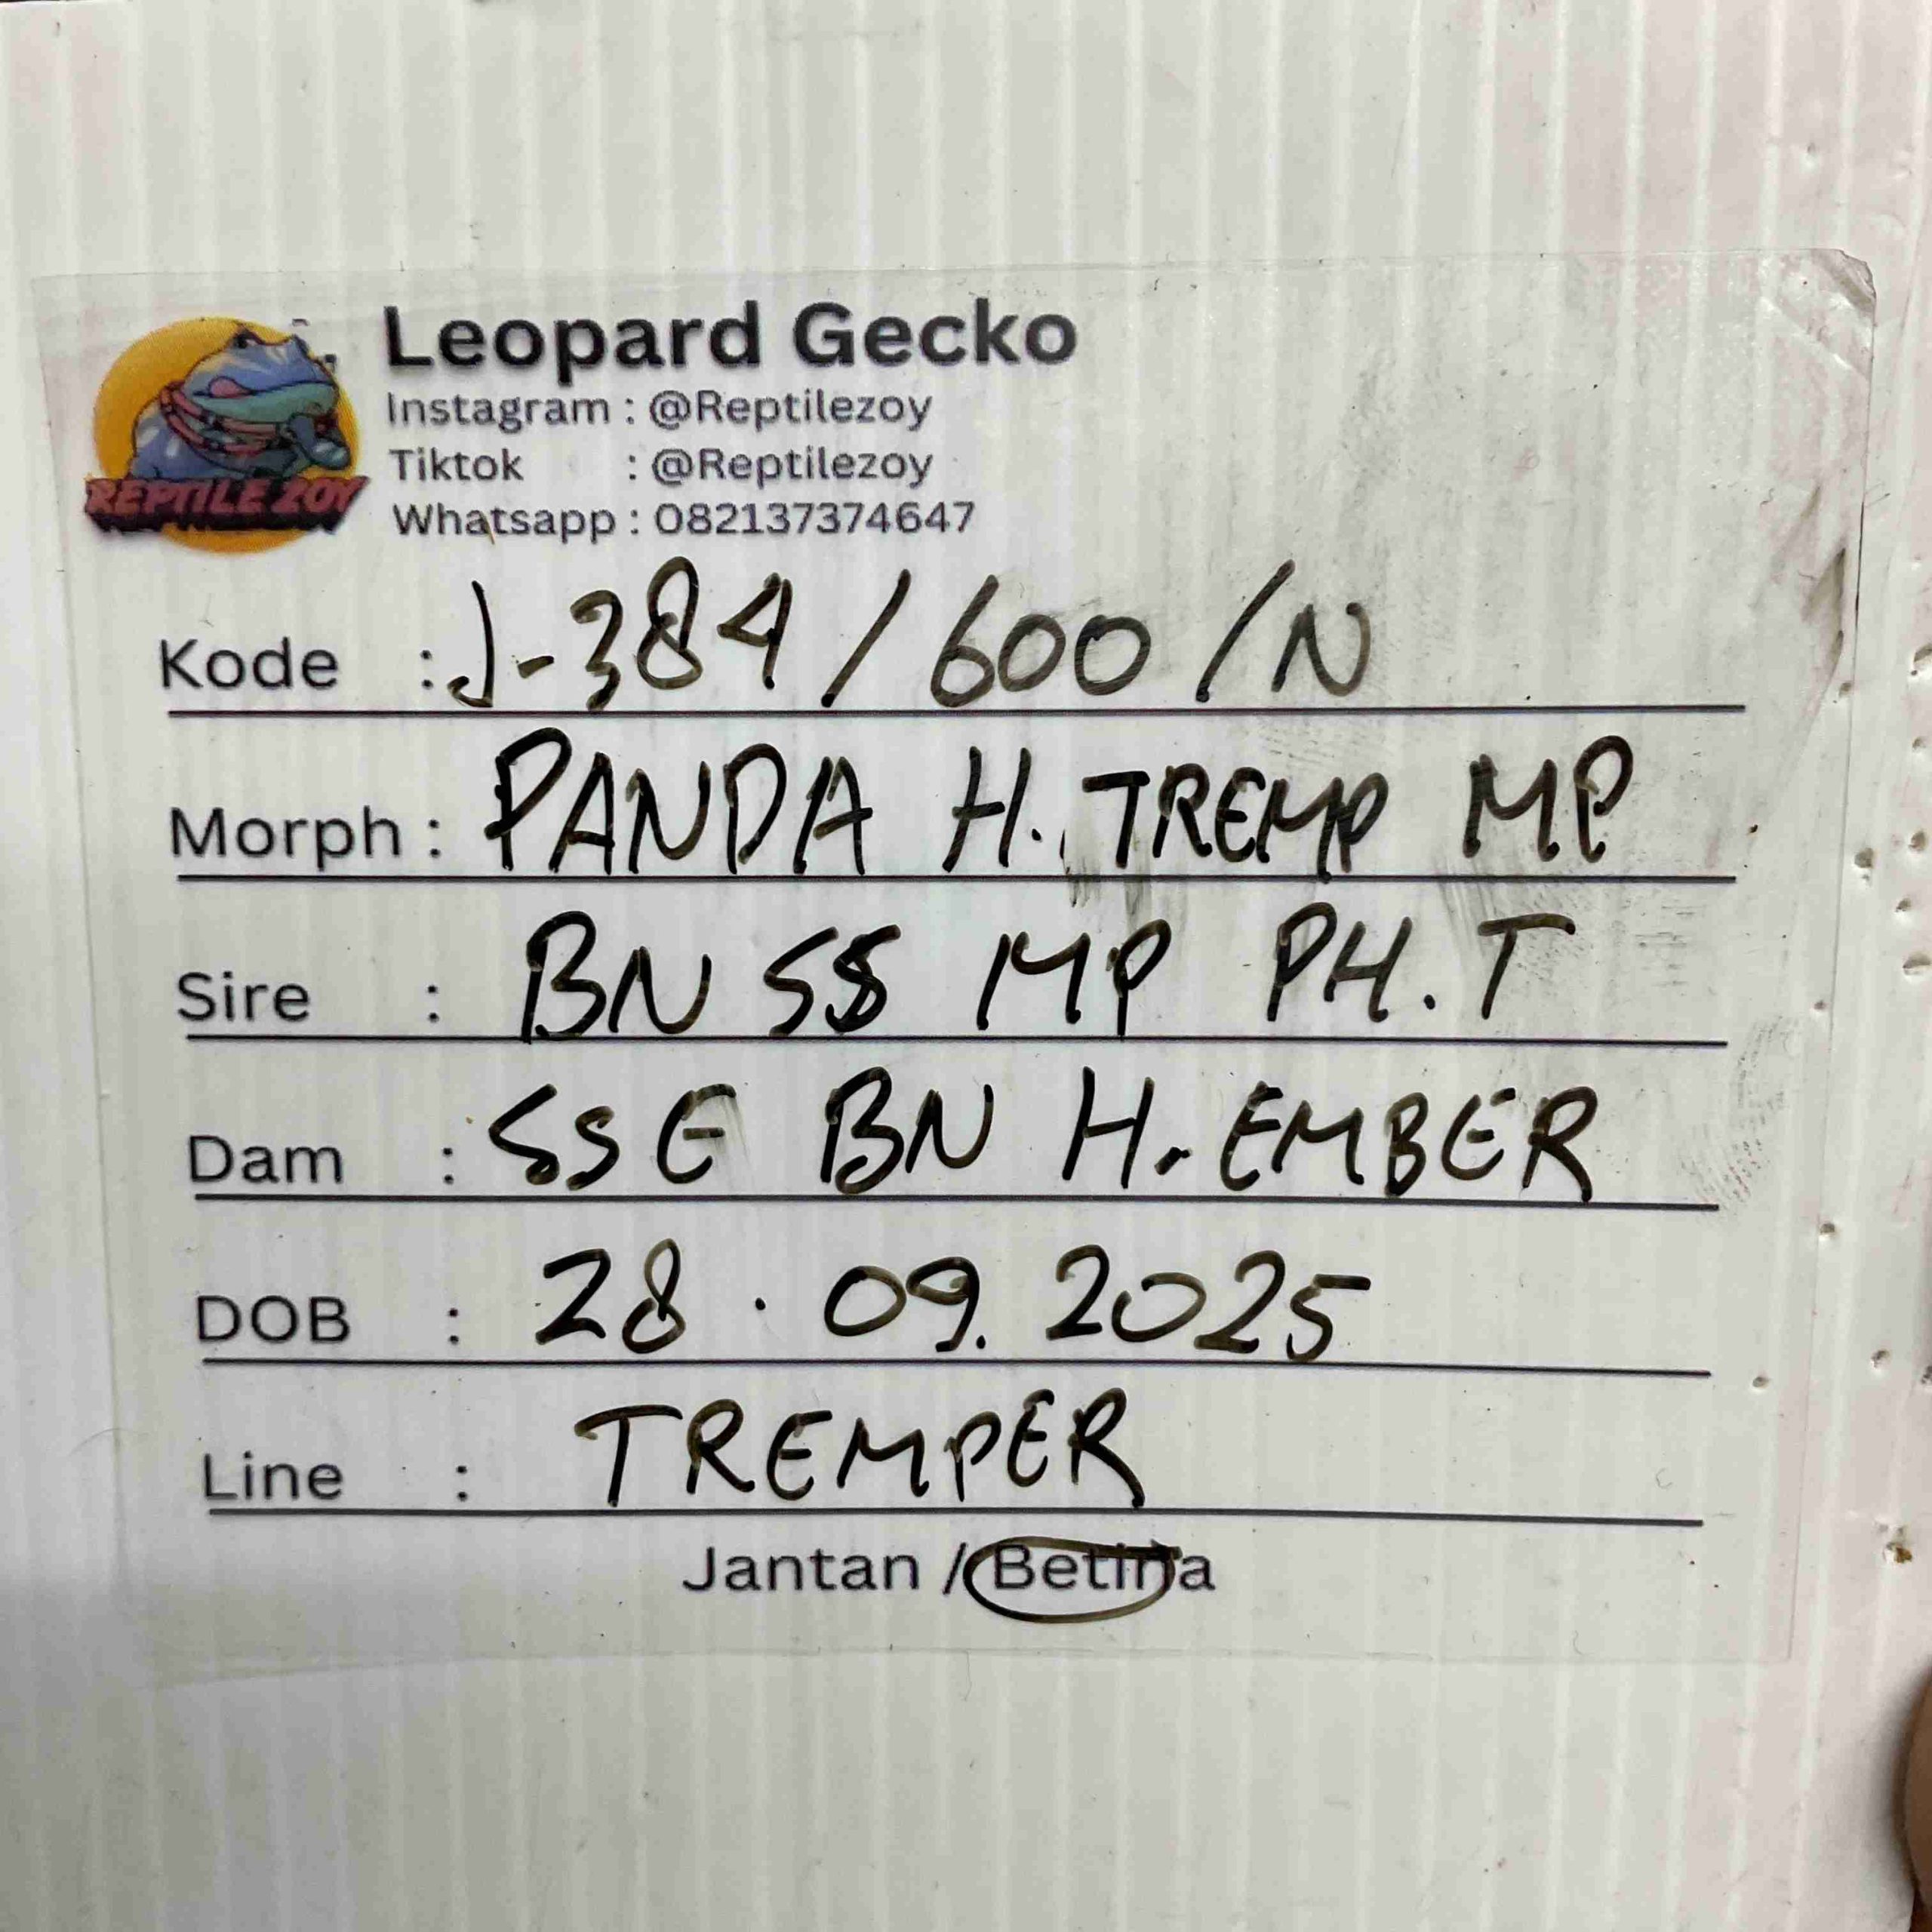 Leopard Gecko
Instagram : @Reptilezoy
Tiktok : @Reptilezoy
Whatsapp : 082137374647
REPTILE ZOY
Kode : J-384 / 600 / N
Morph : PANDA H. TREMP MP
Sire : BN SS MP PH. T
Dam : SSE BN H. EMBER
DOB : 28 . 09. 2025
Line : TREMPER
Jantan / Betina